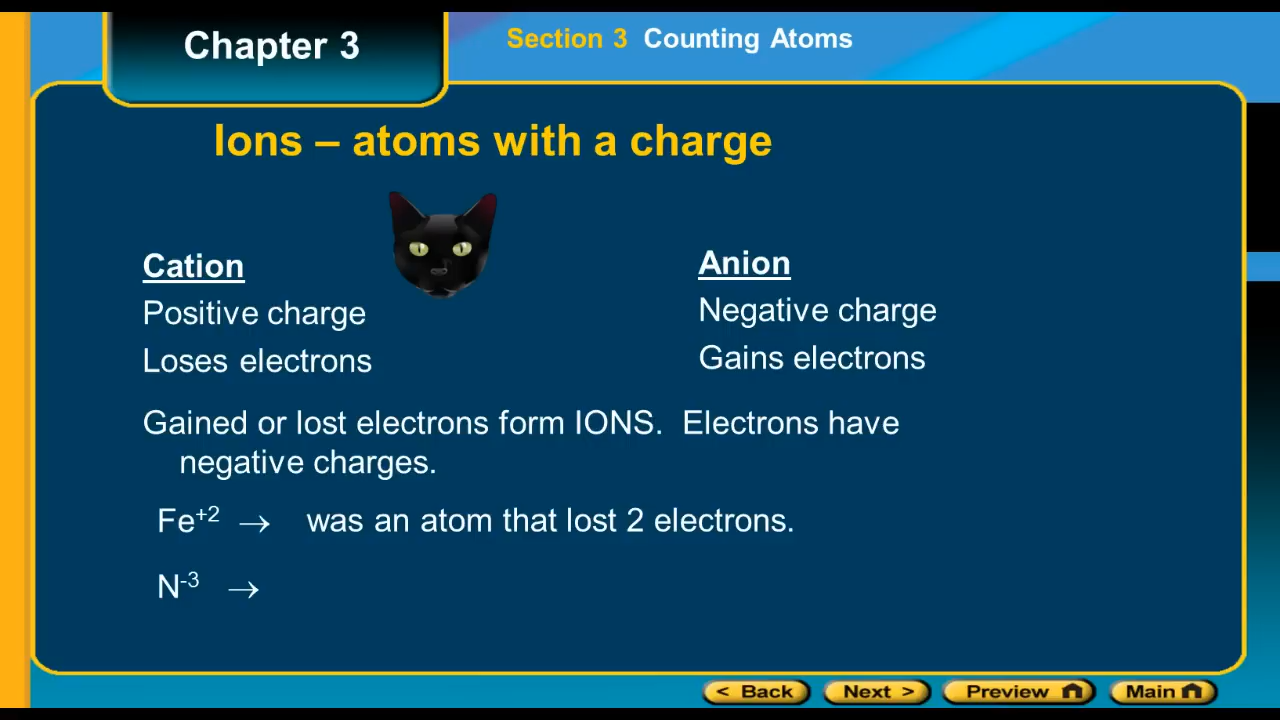 Chapter 3
Section 3 Counting Atoms
Ions – atoms with a charge
Cation
Positive charge
Loses electrons
Anion
Negative charge
Gains electrons
Gained or lost electrons form IONS. Electrons have
negative charges.
Fe⁺² → was an atom that lost 2 electrons.
N⁻³ →
< Back
Next >
Preview
Main